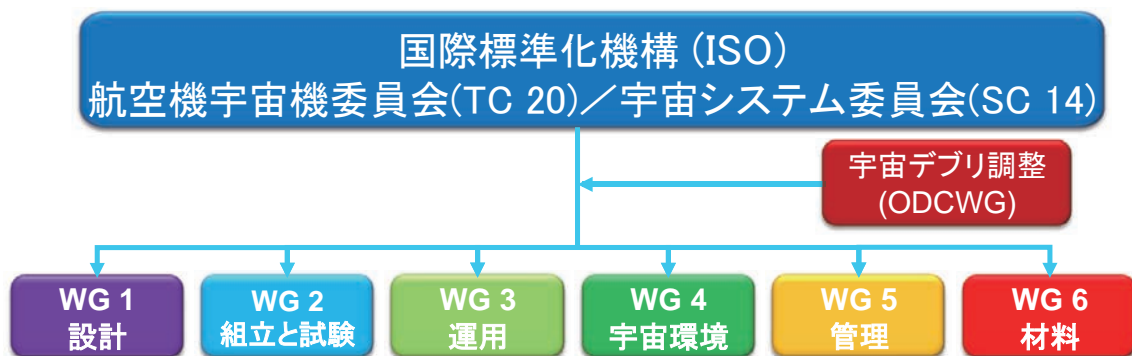 国際標準化機構 (ISO)
航空機宇宙機委員会(TC 20)／宇宙システム委員会(SC 14)
宇宙デブリ調整
(ODCWG)
WG 1
設計
WG 2
組立と試験
WG 3
運用
WG 4
宇宙環境
WG 5
管理
WG 6
材料